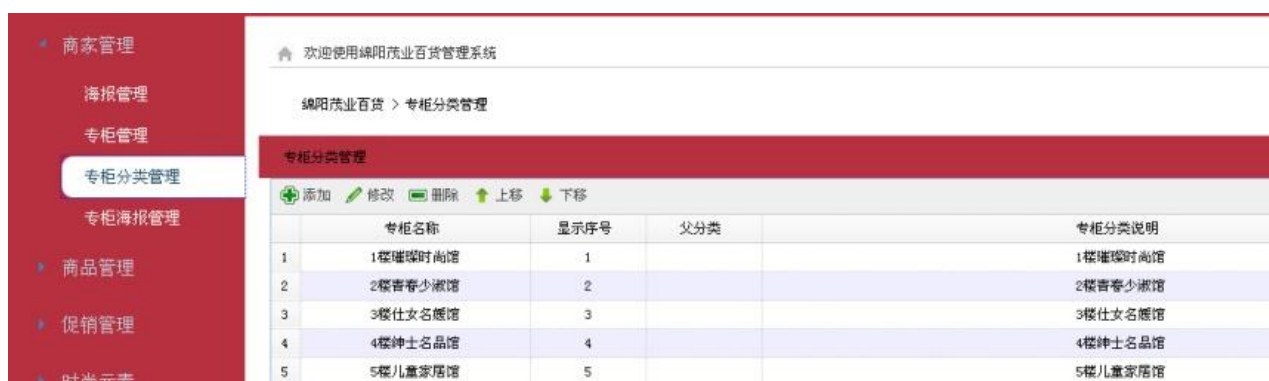 商家管理
海报管理
专柜管理
专柜分类管理
专柜海报管理
商品管理
促销管理
时尚元素
欢迎使用绵阳茂业百货管理系统
绵阳茂业百货 > 专柜分类管理
专柜分类管理
添加 修改 删除 上移 下移
专柜名称 显示序号 父分类 专柜分类说明
1 1楼璀璨时尚馆 1 1楼璀璨时尚馆
2 2楼青春少淑馆 2 2楼青春少淑馆
3 3楼仕女名媛馆 3 3楼仕女名媛馆
4 4楼绅士名品馆 4 4楼绅士名品馆
5 5楼儿童家居馆 5 5楼儿童家居馆